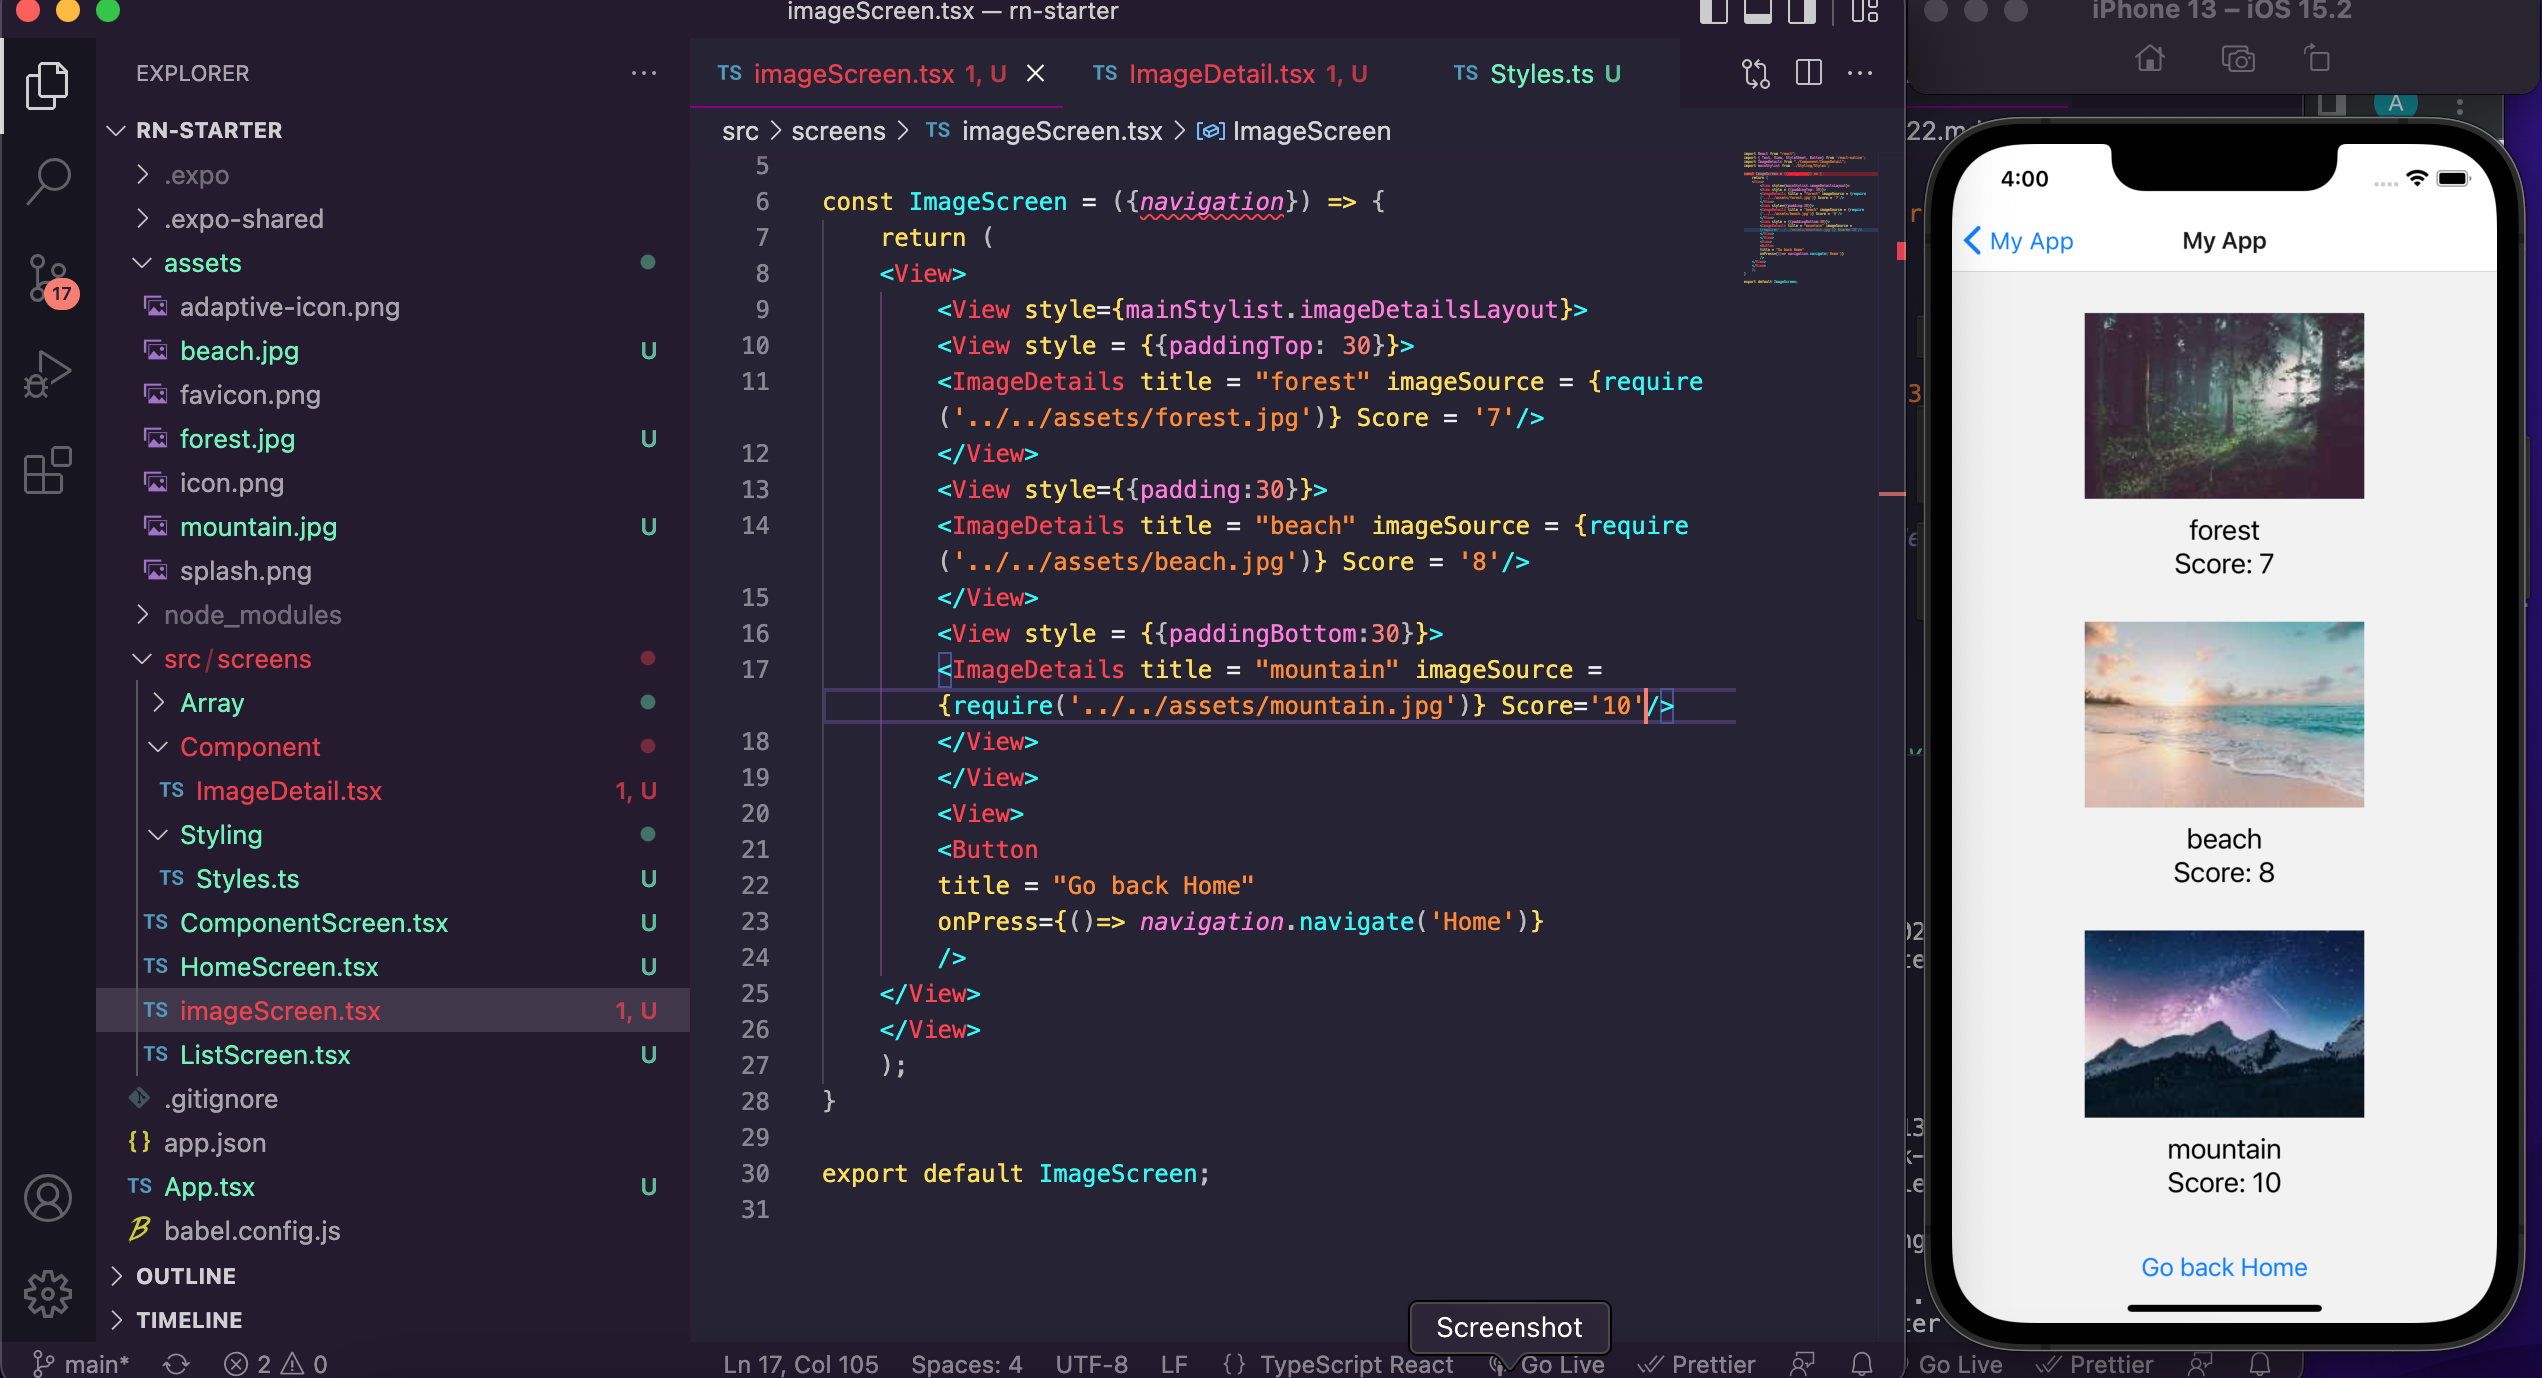 imageScreen.tsx — rn-starter
EXPLORER
RN-STARTER
.expo
.expo-shared
assets
adaptive-icon.png
beach.jpg U
favicon.png
forest.jpg U
icon.png
mountain.jpg U
splash.png
node_modules
src/screens
Array
Component
TS ImageDetail.tsx 1, U
Styling
TS Styles.ts U
TS ComponentScreen.tsx U
TS HomeScreen.tsx U
TS imageScreen.tsx 1, U
TS ListScreen.tsx U
.gitignore
{} app.json
TS App.tsx U
babel.config.js
OUTLINE
TIMELINE
17
TS imageScreen.tsx 1, U
TS ImageDetail.tsx 1, U
TS Styles.ts U
src > screens > TS imageScreen.tsx > ImageScreen
5
6 const ImageScreen = ({navigation}) => {
7 return (
8 <View>
9 <View style={mainStylist.imageDetailsLayout}>
10 <View style = {{paddingTop: 30}}>
11 <ImageDetails title = "forest" imageSource = {require
('../../assets/forest.jpg')} Score = '7'/>
12 </View>
13 <View style={{padding:30}}>
14 <ImageDetails title = "beach" imageSource = {require
('../../assets/beach.jpg')} Score = '8'/>
15 </View>
16 <View style = {{paddingBottom:30}}>
17 <ImageDetails title = "mountain" imageSource =
{require('../../assets/mountain.jpg')} Score='10'/>
18 </View>
19 </View>
20 <View>
21 <Button
22 title = "Go back Home"
23 onPress={()=> navigation.navigate('Home')}
24 />
25 </View>
26 </View>
27 );
28 }
29
30 export default ImageScreen;
31
Screenshot
main* 2 0
Ln 17, Col 105 Spaces: 4 UTF-8 LF {} TypeScript React Go Live Prettier
Go Live Prettier
iPhone 13 – iOS 15.2
A
22.m
4:00
My App
My App
forest
Score: 7
beach
Score: 8
mountain
Score: 10
Go back Home